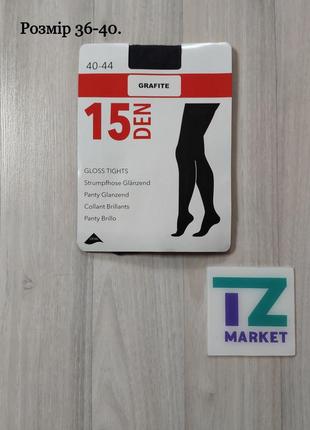 Розмір 36-40.
40-44
GRAFITE
15 DEN
GLOSS TIGHTS
Strumpfhose Glänzend
Panty Glanzend
Collant Brillants
Panty Brillo
TZ
MARKET